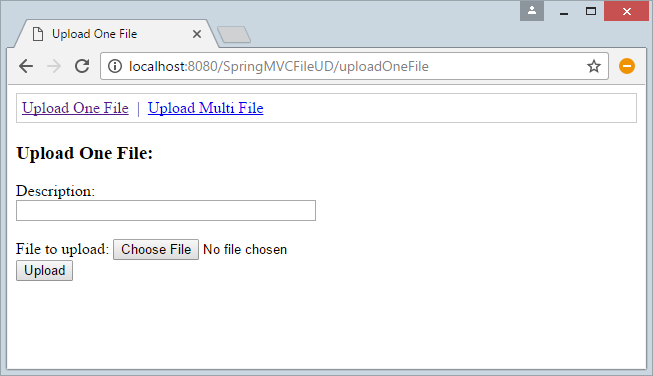 Upload One File
localhost:8080/SpringMVCFileUD/uploadOneFile
Upload One File | Upload Multi File
Upload One File:
Description:
File to upload: Choose File No file chosen
Upload